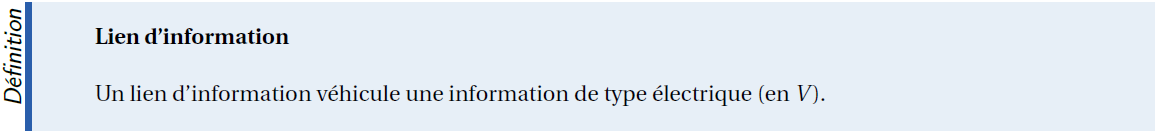 Définition
Lien d’information
Un lien d’information véhicule une information de type électrique (en V).